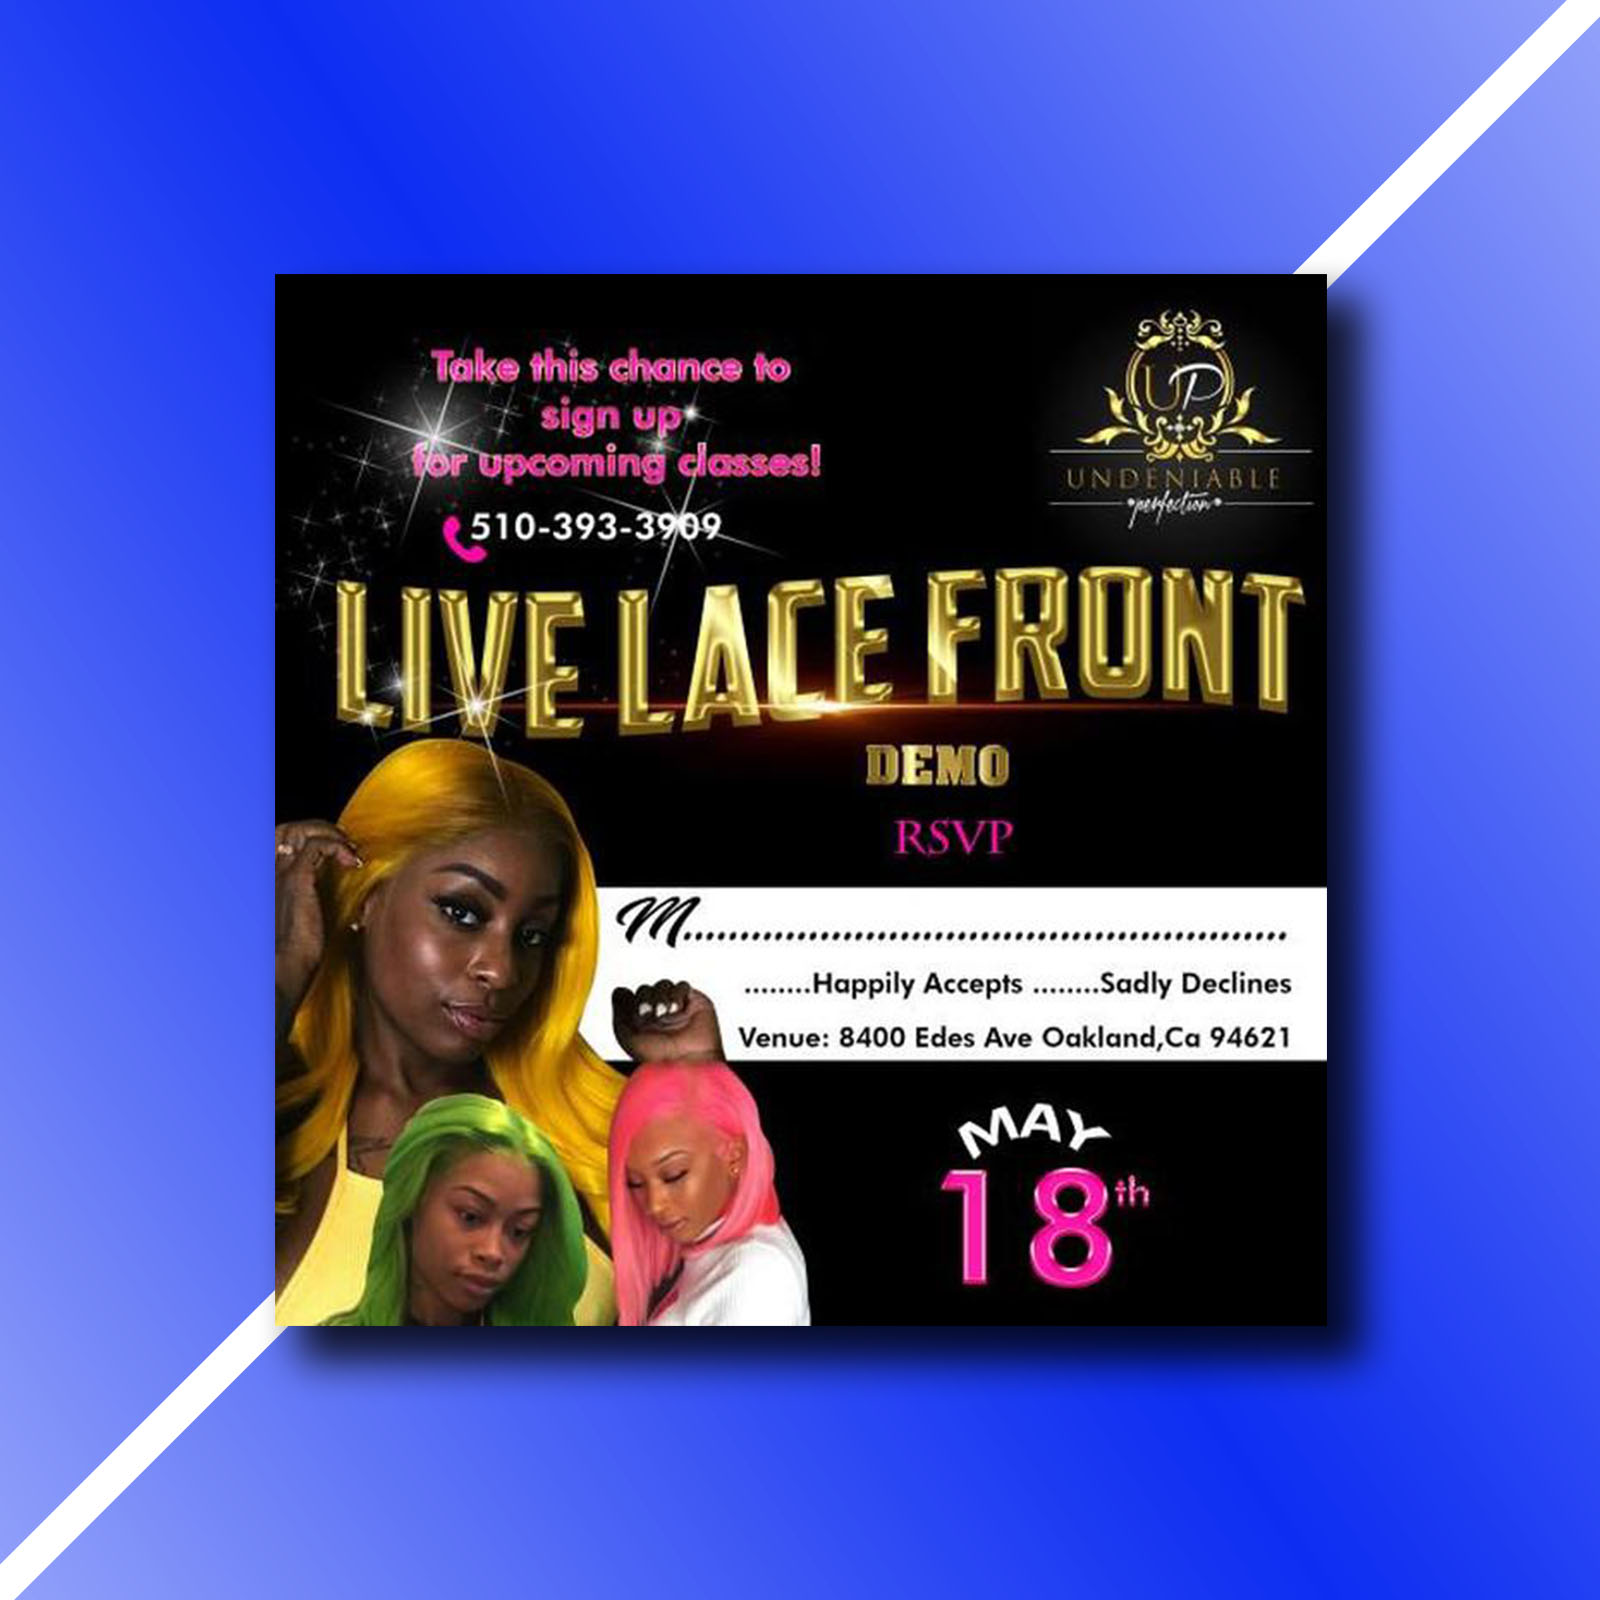 Take this chance to
sign up
for upcoming classes!
510-393-3909
UP
UNDENIABLE
perfection
LIVE LACE FRONT
DEMO
RSVP
M.....................................................
........Happily Accepts ........Sadly Declines
Venue: 8400 Edes Ave Oakland,Ca 94621
MAY
18th